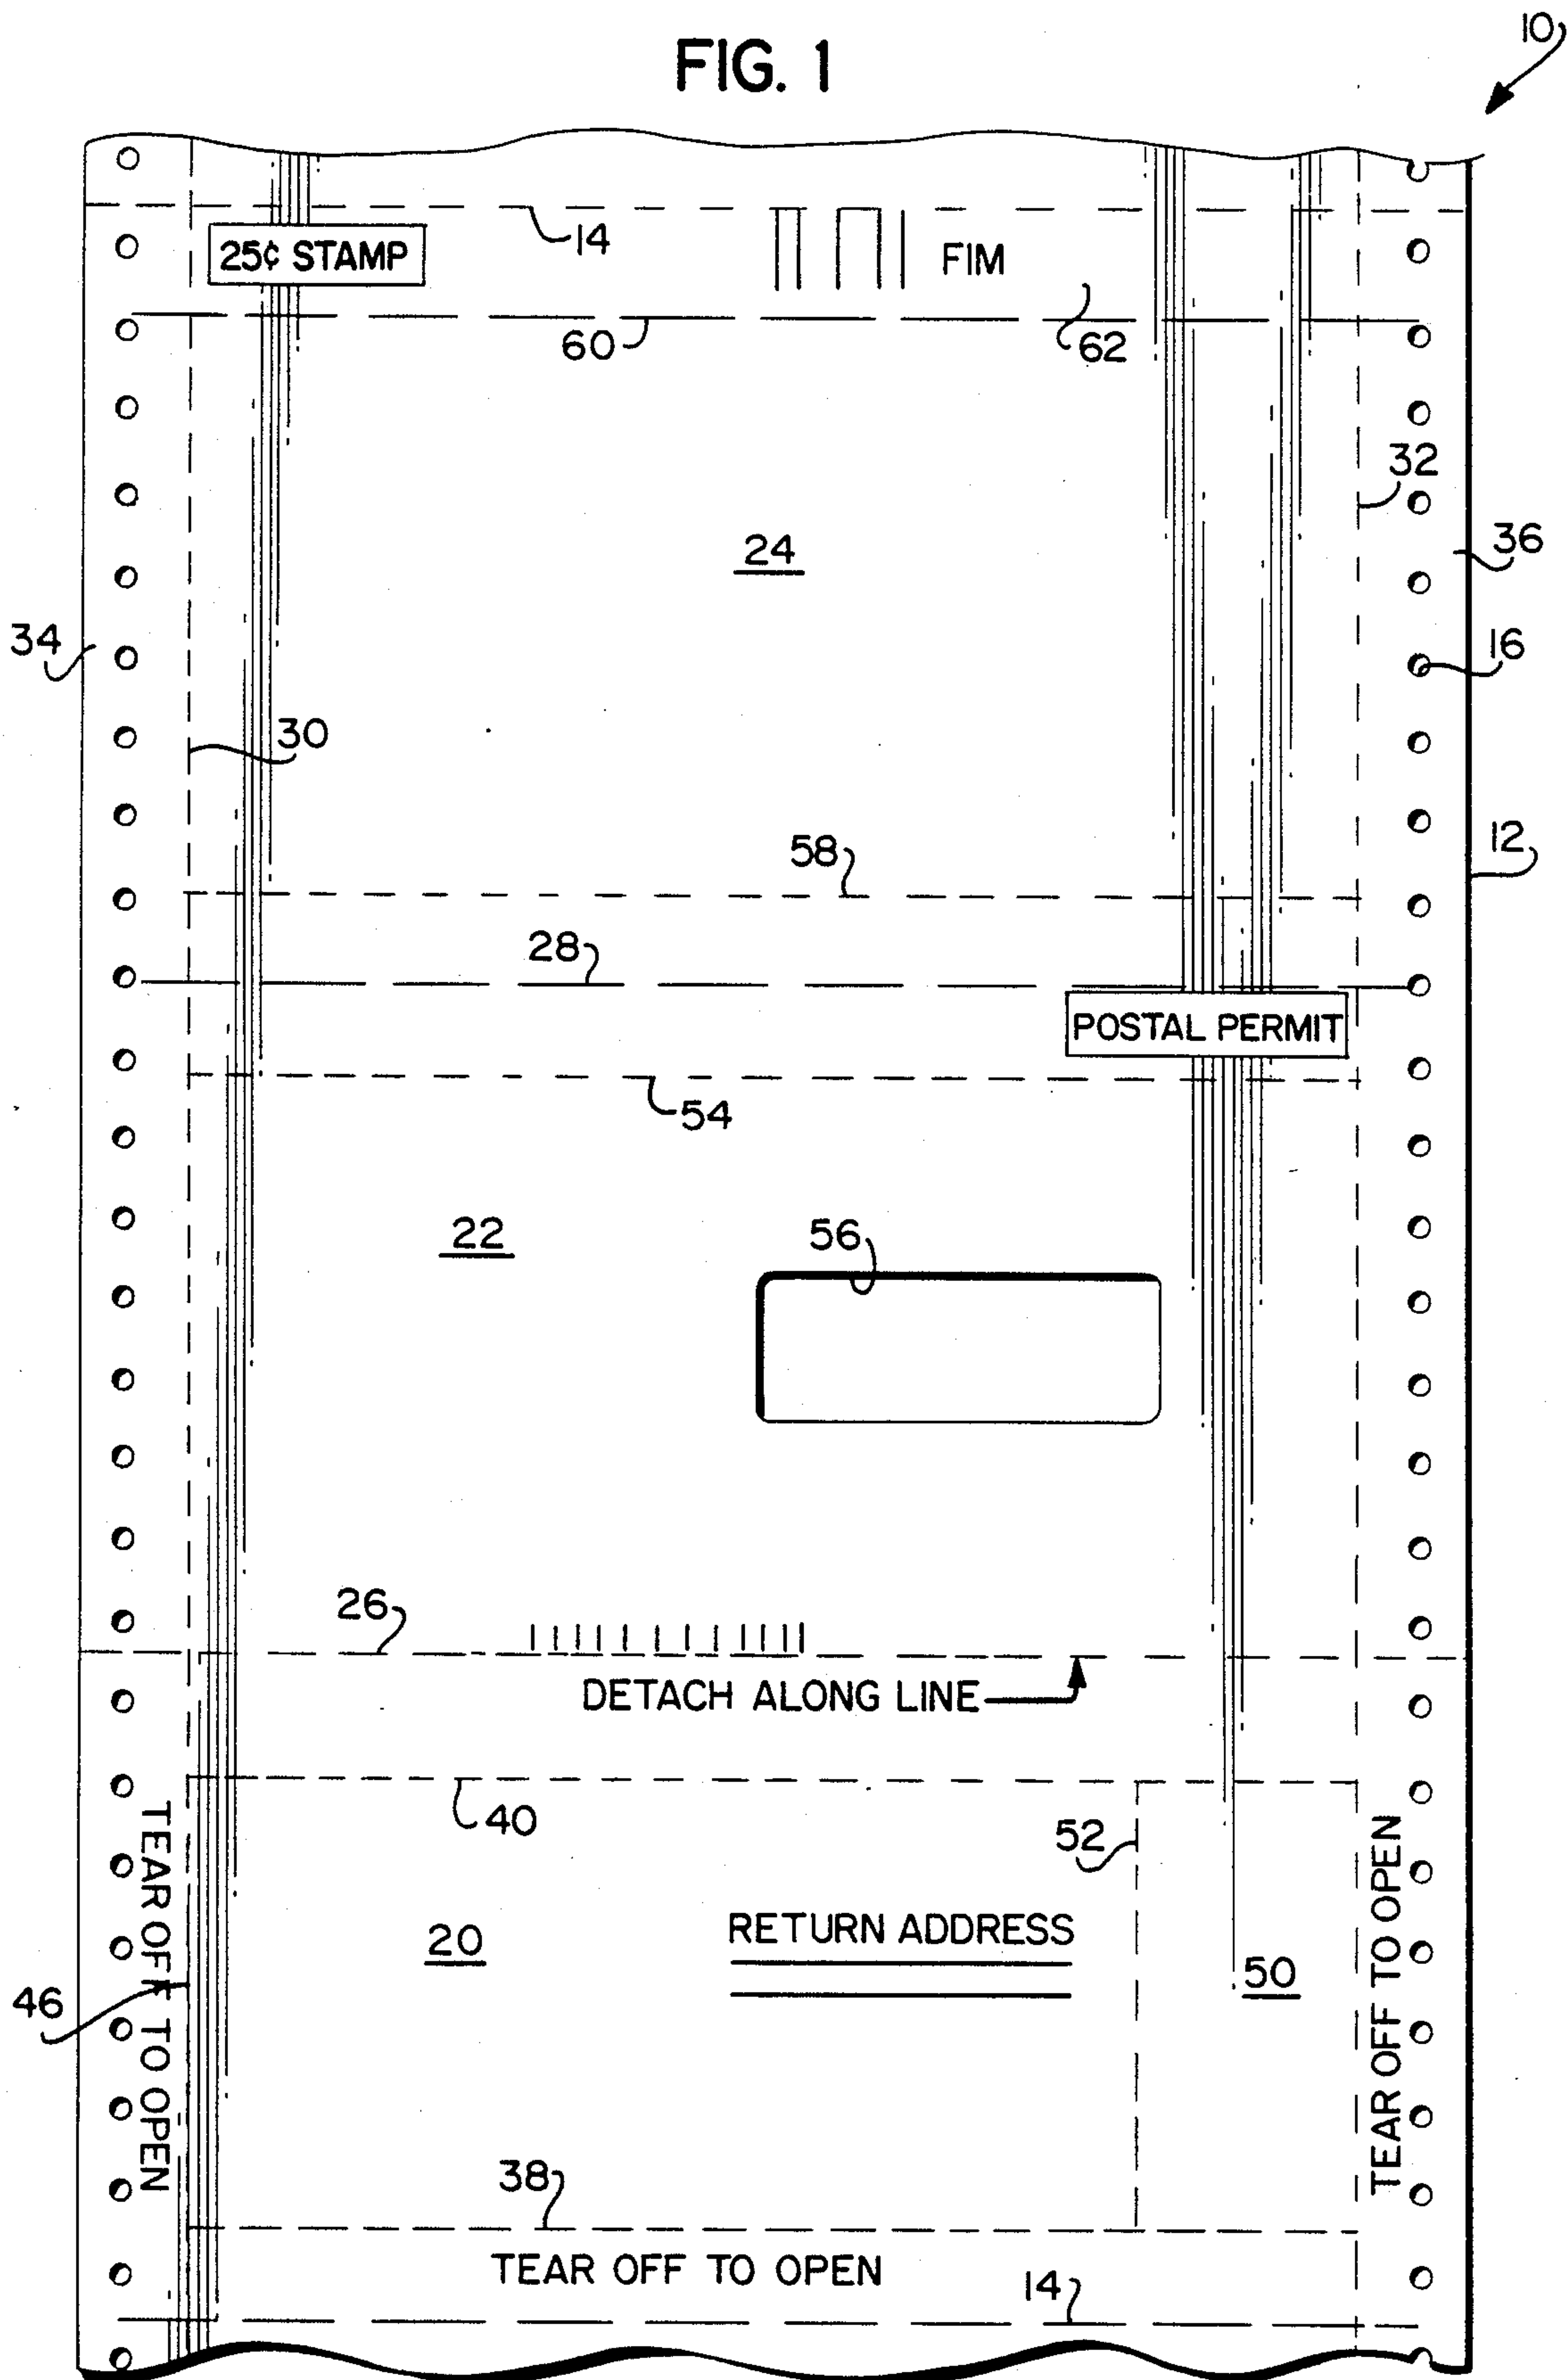 FIG. 1
10
14
25¢ STAMP
FIM
60
62
32
24
36
34
16
30
12
58
28
POSTAL PERMIT
54
22
56
26
DETACH ALONG LINE
40
52
TEAR OFF TO OPEN
TEAR OFF TO OPEN
20
RETURN ADDRESS
50
46
38
TEAR OFF TO OPEN
14